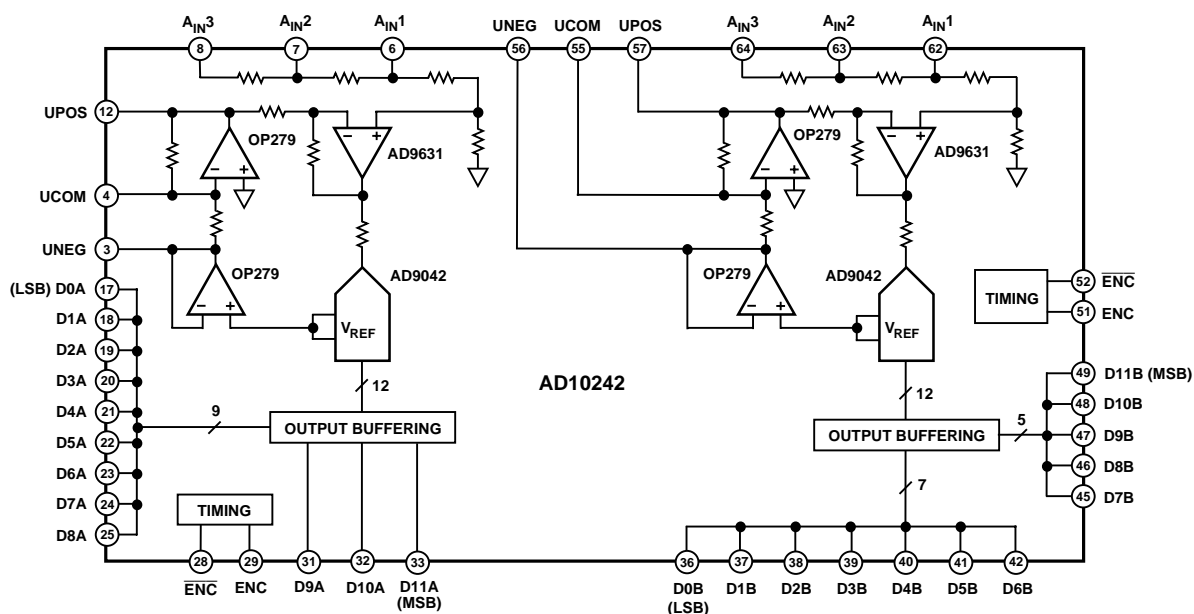 AIN3 AIN2 AIN1 UNEG UCOM UPOS AIN3 AIN2 AIN1
8 7 6 56 55 57 64 63 62
UPOS 12
OP279
AD9631
OP279
AD9631
− + − + − + − +
UCOM 4
UNEG 3
OP279
AD9042
OP279
AD9042
− + − +
VREF
VREF
(LSB) D0A 17
D1A 18
D2A 19
D3A 20
D4A 21
D5A 22
D6A 23
D7A 24
D8A 25
TIMING
52 ENC
51 ENC
12
AD10242
12
9
OUTPUT BUFFERING
OUTPUT BUFFERING
5
7
49 D11B (MSB)
48 D10B
47 D9B
46 D8B
45 D7B
TIMING
28 29 31 32 33 36 37 38 39 40 41 42
ENC ENC D9A D10A D11A D0B D1B D2B D3B D4B D5B D6B
(MSB) (LSB)